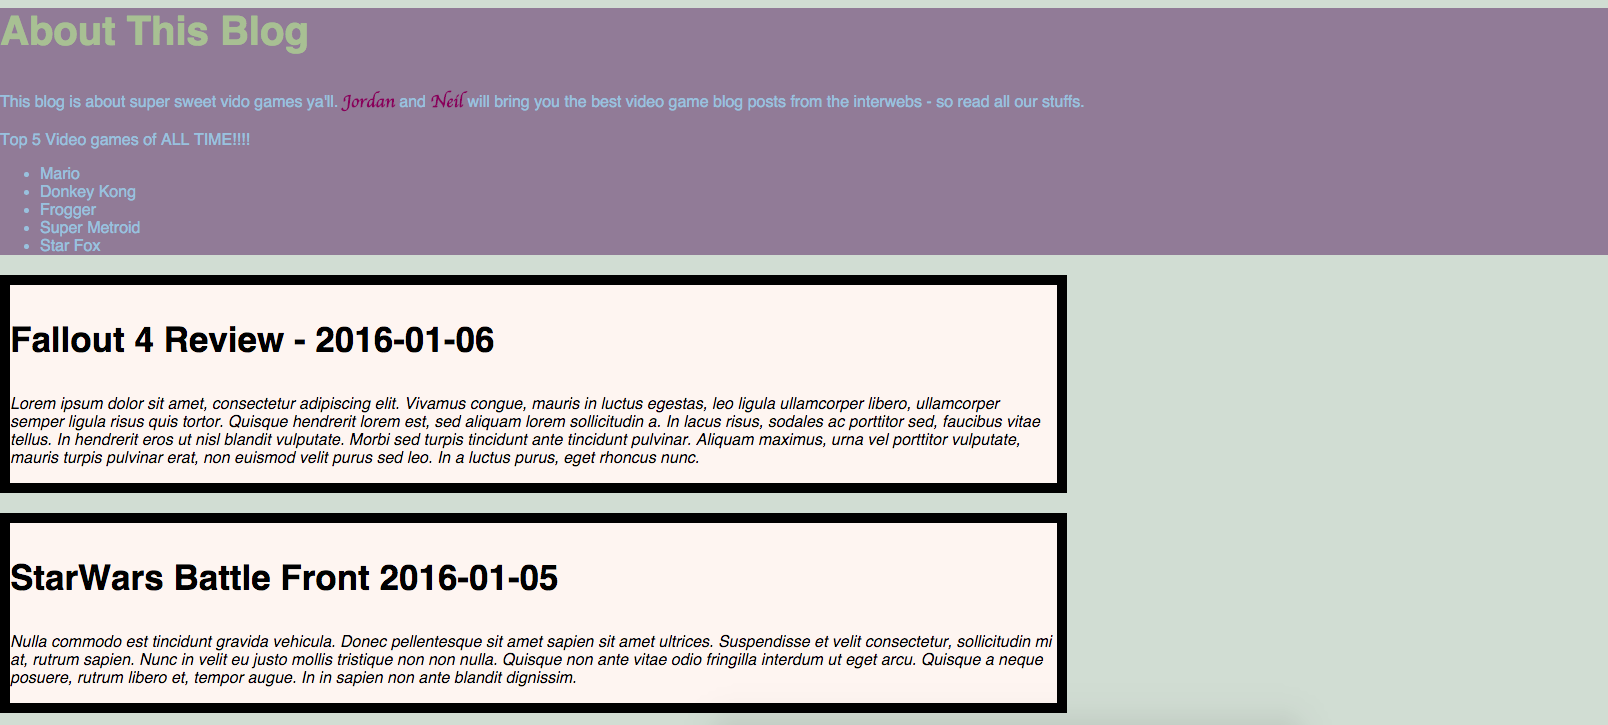 About This Blog
This blog is about super sweet vido games ya'll. Jordan and Neil will bring you the best video game blog posts from the interwebs - so read all our stuffs.
Top 5 Video games of ALL TIME!!!!
• Mario
• Donkey Kong
• Frogger
• Super Metroid
• Star Fox
Fallout 4 Review - 2016-01-06
Lorem ipsum dolor sit amet, consectetur adipiscing elit. Vivamus congue, mauris in luctus egestas, leo ligula ullamcorper libero, ullamcorper
semper ligula risus quis tortor. Quisque hendrerit lorem est, sed aliquam lorem sollicitudin a. In lacus risus, sodales ac porttitor sed, faucibus vitae
tellus. In hendrerit eros ut nisl blandit vulputate. Morbi sed turpis tincidunt ante tincidunt pulvinar. Aliquam maximus, urna vel porttitor vulputate,
mauris turpis pulvinar erat, non euismod velit purus sed leo. In a luctus purus, eget rhoncus nunc.
StarWars Battle Front 2016-01-05
Nulla commodo est tincidunt gravida vehicula. Donec pellentesque sit amet sapien sit amet ultrices. Suspendisse et velit consectetur, sollicitudin mi
at, rutrum sapien. Nunc in velit eu justo mollis tristique non non nulla. Quisque non ante vitae odio fringilla interdum ut eget arcu. Quisque a neque
posuere, rutrum libero et, tempor augue. In in sapien non ante blandit dignissim.